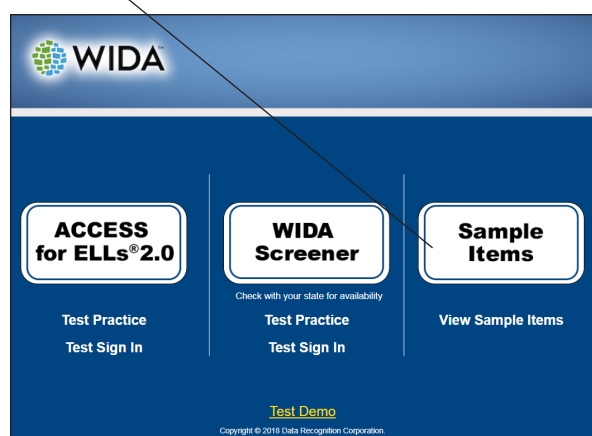 WIDA™
ACCESS
for ELLs®2.0
Test Practice
Test Sign In
WIDA
Screener
Check with your state for availability
Test Practice
Test Sign In
Sample
Items
View Sample Items
Test Demo
Copyright © 2018 Data Recognition Corporation.